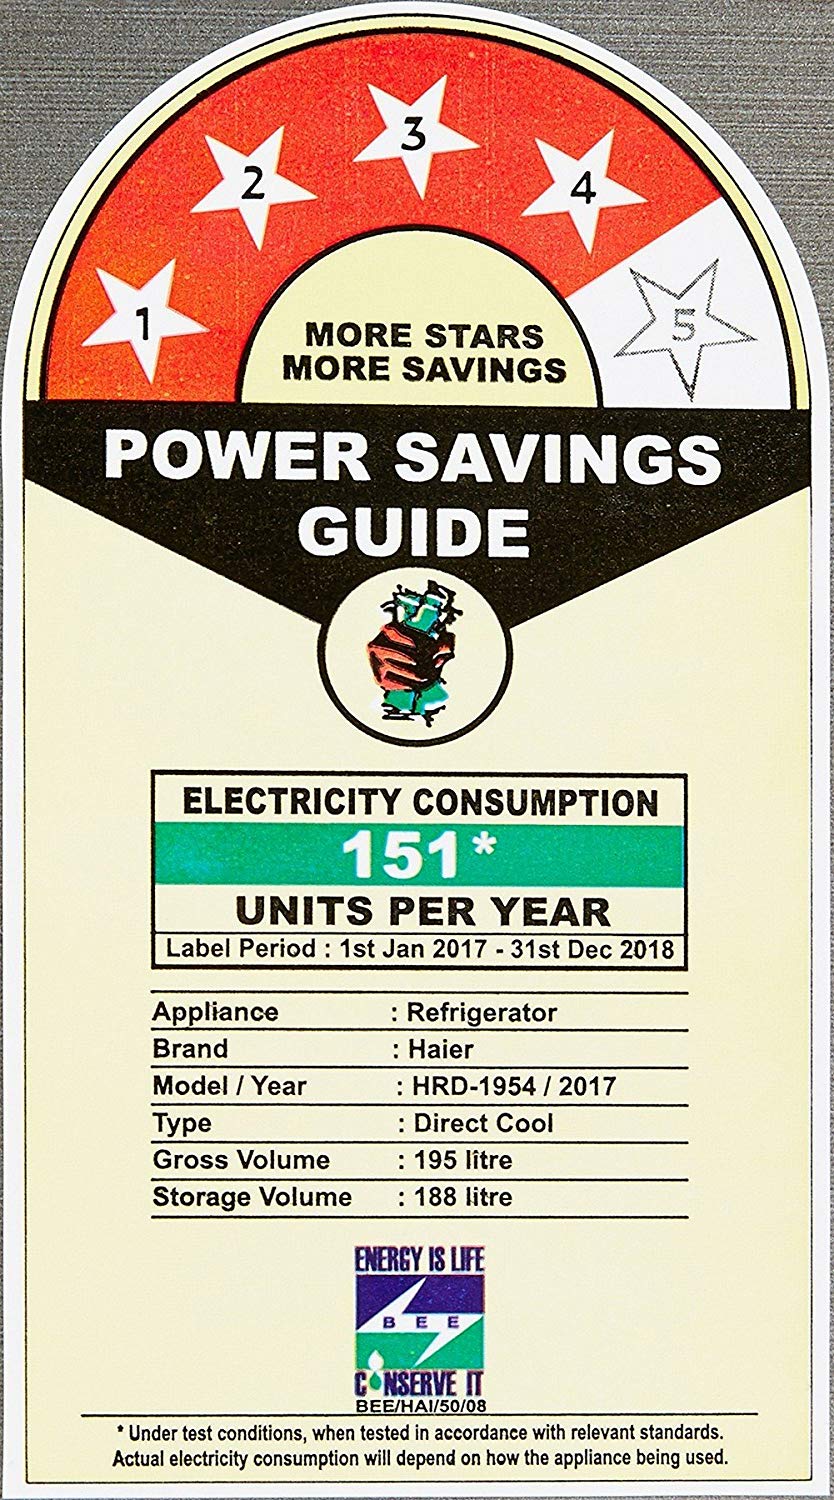 1 2 3 4 5
MORE STARS
MORE SAVINGS
POWER SAVINGS
GUIDE
ELECTRICITY CONSUMPTION
151*
UNITS PER YEAR
Label Period : 1st Jan 2017 - 31st Dec 2018
Appliance : Refrigerator
Brand : Haier
Model / Year : HRD-1954 / 2017
Type : Direct Cool
Gross Volume : 195 litre
Storage Volume : 188 litre
ENERGY IS LIFE
BEE
CONSERVE IT
BEE/HAI/50/08
* Under test conditions, when tested in accordance with relevant standards.
Actual electricity consumption will depend on how the appliance being used.